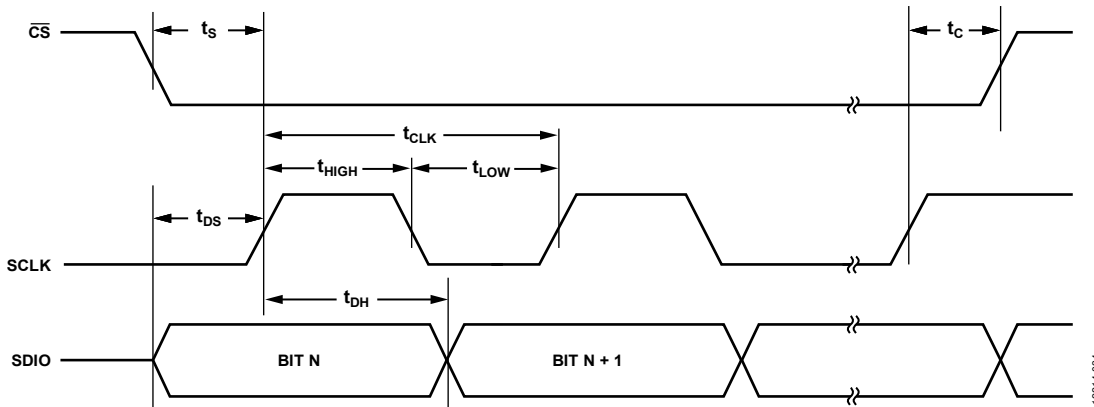 CS
tS
tC
tCLK
tHIGH
tLOW
tDS
SCLK
tDH
SDIO
BIT N
BIT N + 1